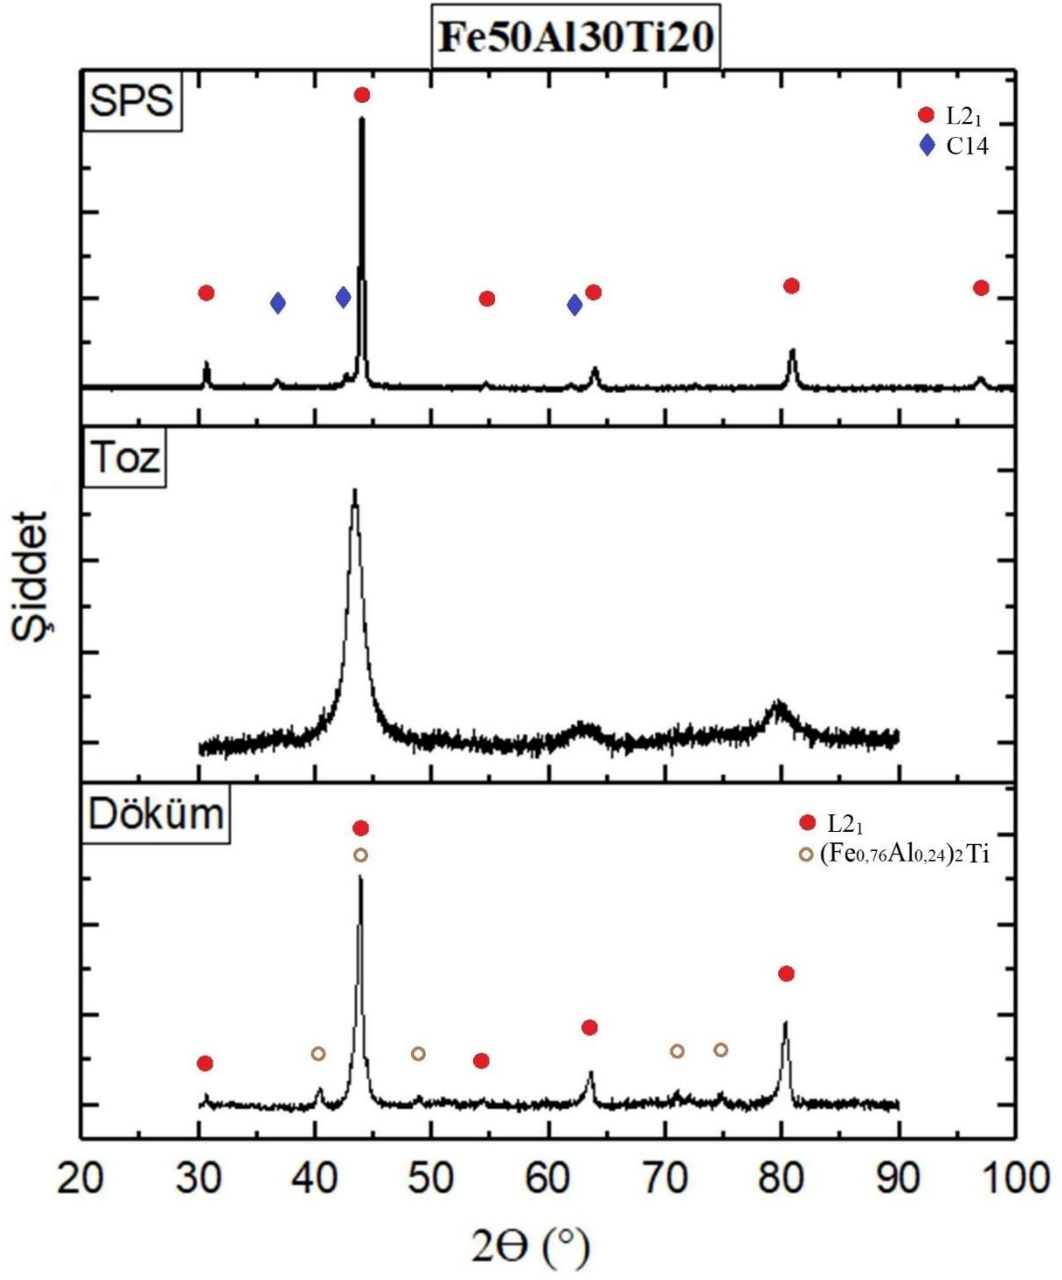 Fe50Al30Ti20
SPS
L2₁
C14
Toz
Şiddet
Döküm
L2₁
(Fe₀,₇₆Al₀,₂₄)₂Ti
20 30 40 50 60 70 80 90 100
2Θ (°)